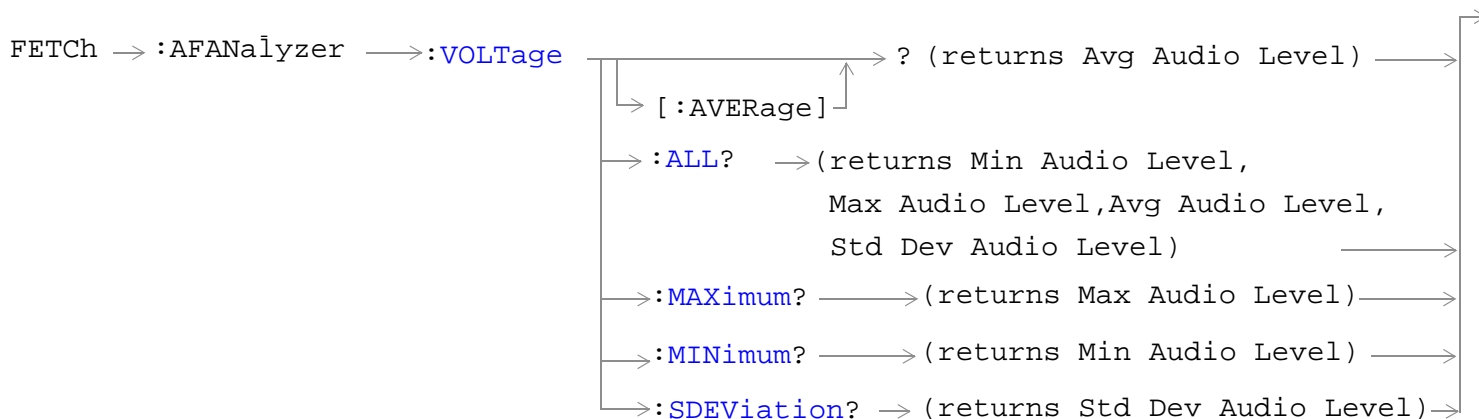 FETCh :AFANalyzer :VOLTage ? (returns Avg Audio Level)
[:AVERage]
:ALL? (returns Min Audio Level,
Max Audio Level,Avg Audio Level,
Std Dev Audio Level)
:MAXimum? (returns Max Audio Level)
:MINimum? (returns Min Audio Level)
:SDEViation? (returns Std Dev Audio Level)